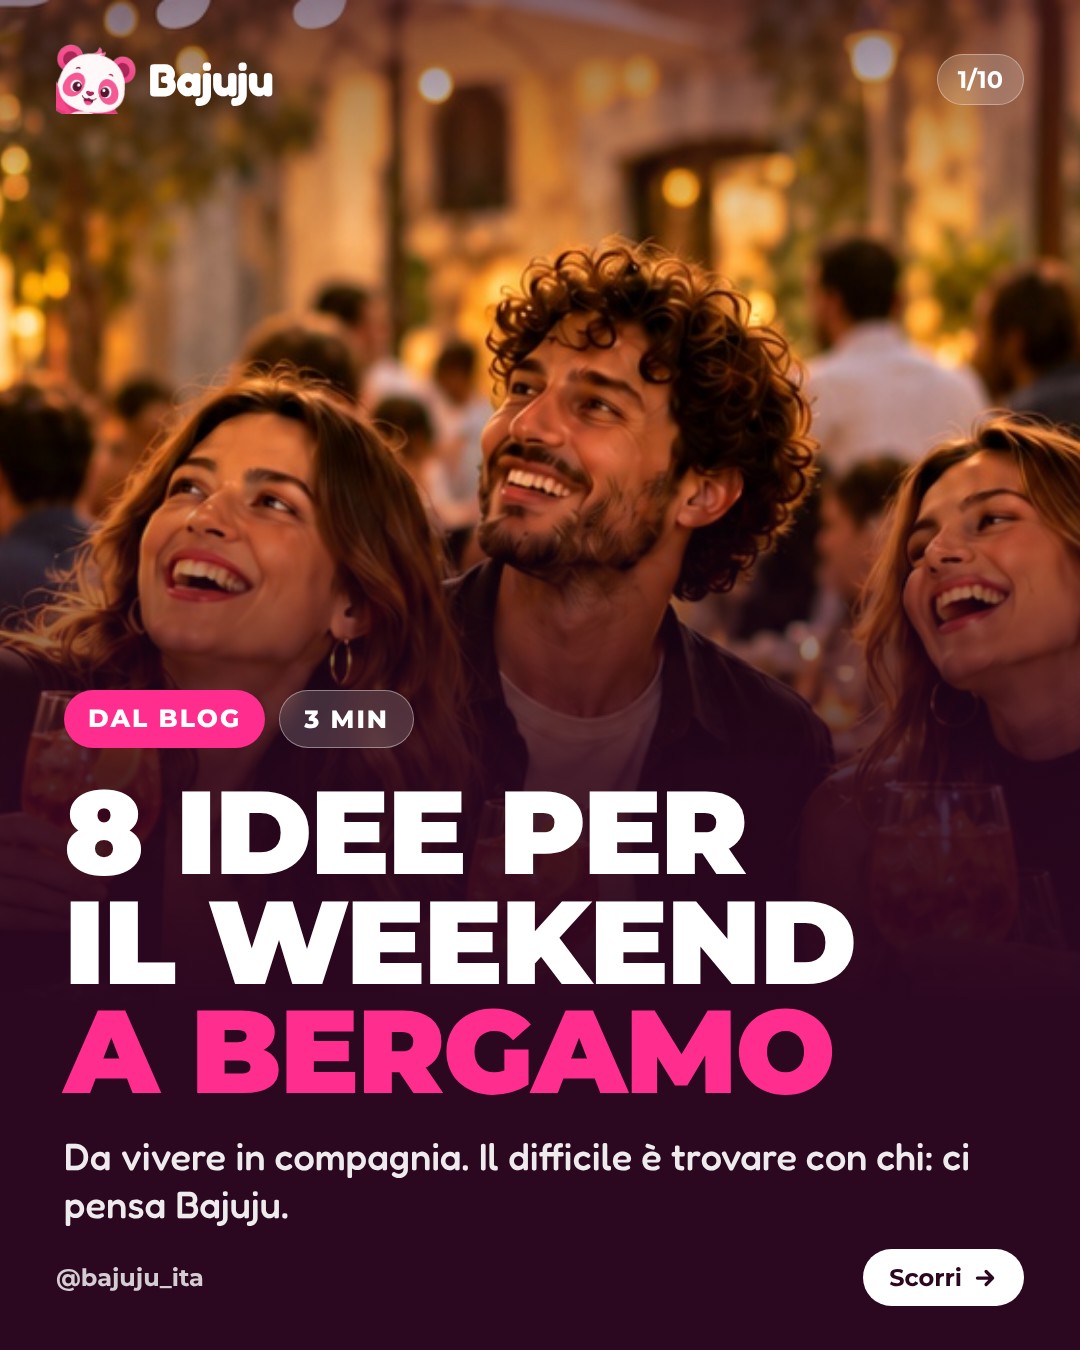 Bajuju
1/10
DAL BLOG
3 MIN
8 IDEE PER
IL WEEKEND
A BERGAMO
Da vivere in compagnia. Il difficile è trovare con chi: ci
pensa Bajuju.
@bajuju_ita
Scorri →